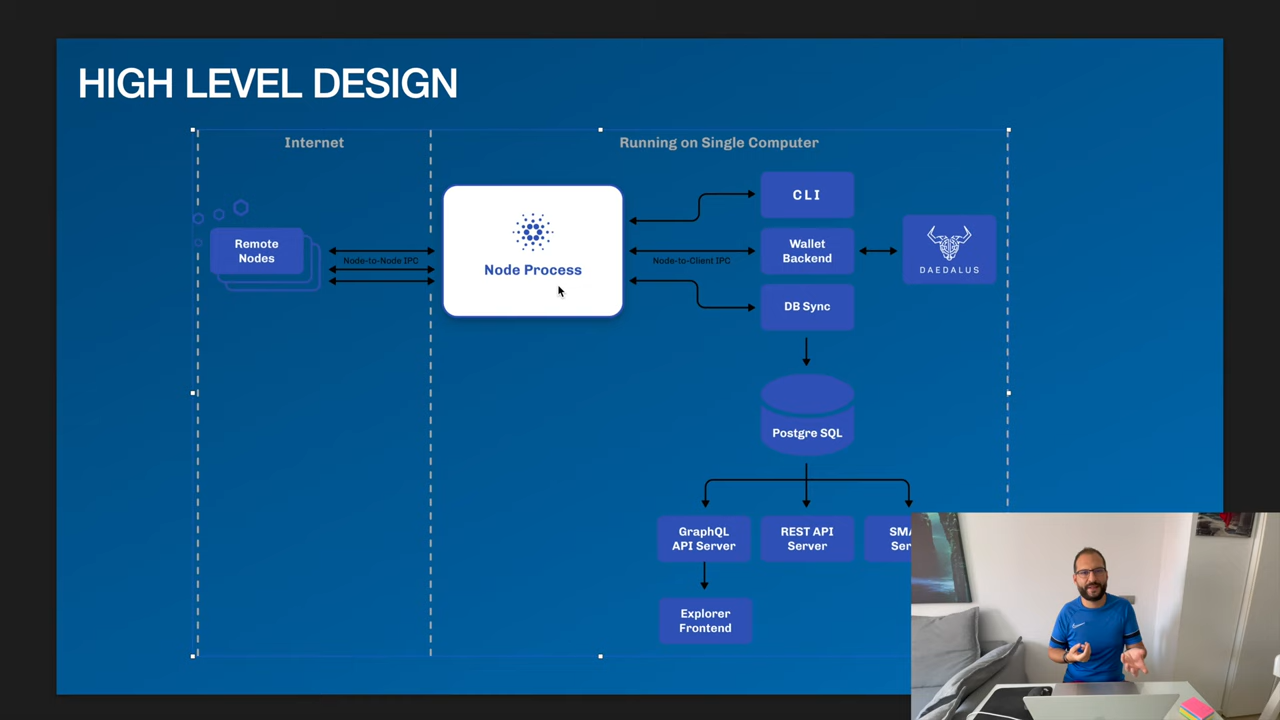 HIGH LEVEL DESIGN
Internet
Running on Single Computer
Remote
Nodes
Node-to-Node IPC
Node Process
Node-to-Client IPC
CLI
Wallet
Backend
DAEDALUS
DB Sync
Postgre SQL
GraphQL
API Server
REST API
Server
Explorer
Frontend